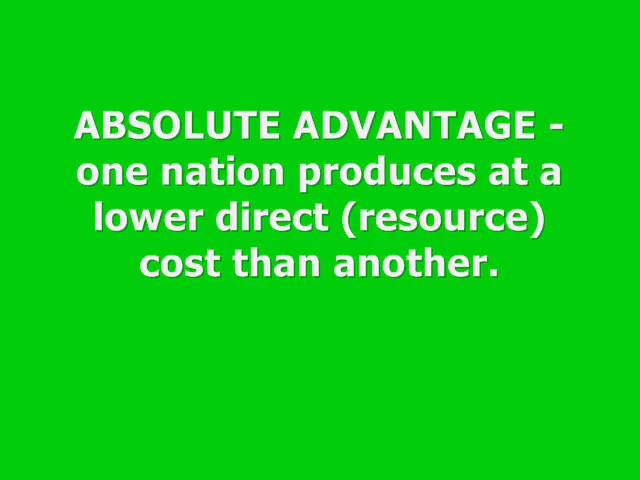 ABSOLUTE ADVANTAGE -
one nation produces at a
lower direct (resource)
cost than another.